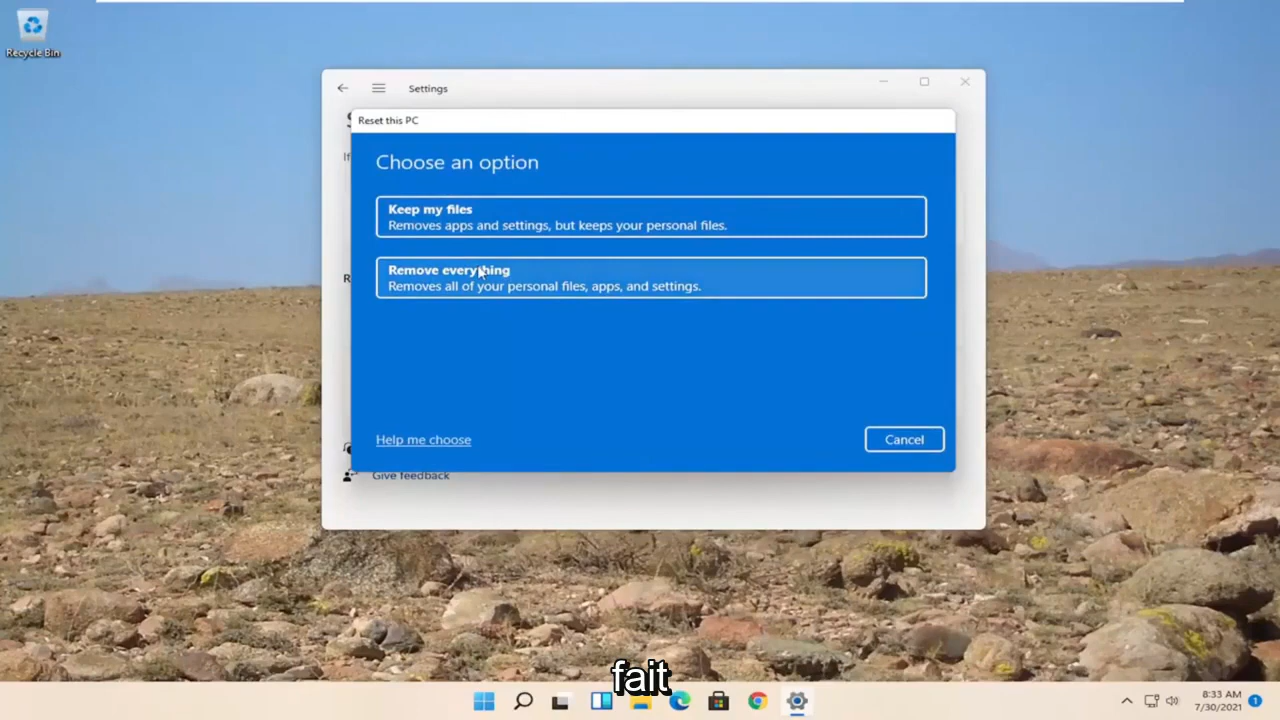 Recycle Bin
Settings
Reset this PC
Choose an option
Keep my files
Removes apps and settings, but keeps your personal files.
Remove everything
Removes all of your personal files, apps, and settings.
Help me choose
Cancel
Give feedback
fait
8:33 AM
7/30/2021
1